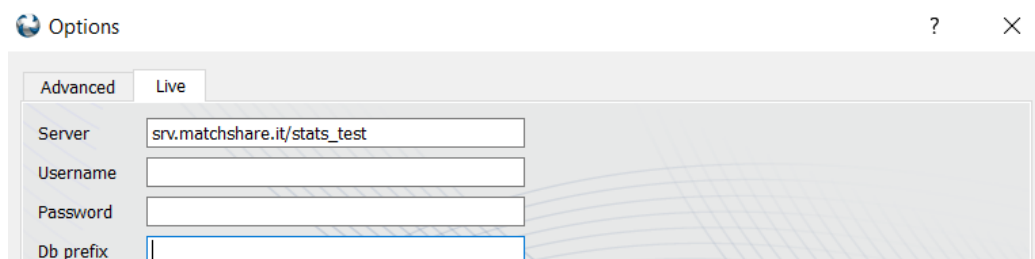 Options
Advanced Live
Server srv.matchshare.it/stats_test
Username
Password
Db prefix